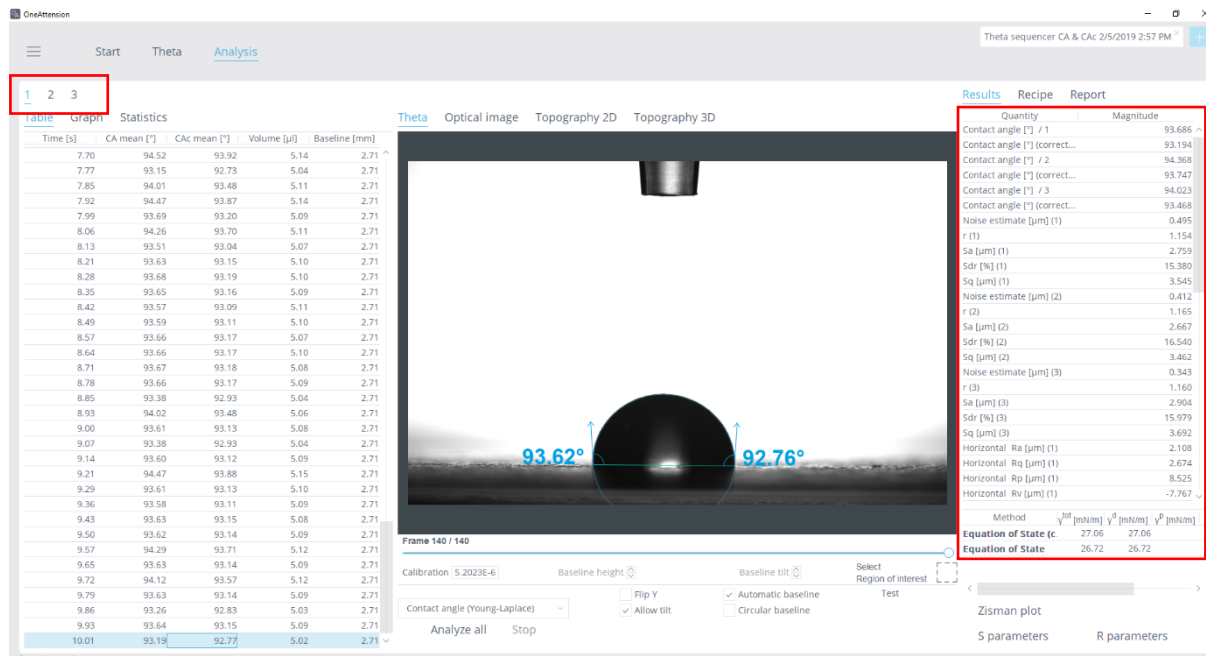 OneAttension
Theta sequencer CA & CAc 2/5/2019 2:57 PM
Start Theta Analysis
1 2 3
Table Graph Statistics
Time [s] CA mean [°] CAc mean [°] Volume [µl] Baseline [mm]
7.70 94.52 93.92 5.14 2.71
7.77 93.15 92.73 5.04 2.71
7.85 94.01 93.48 5.11 2.71
7.92 94.47 93.87 5.14 2.71
7.99 93.69 93.20 5.09 2.71
8.06 94.26 93.70 5.11 2.71
8.13 93.51 93.04 5.07 2.71
8.21 93.63 93.15 5.10 2.71
8.28 93.68 93.19 5.10 2.71
8.35 93.65 93.16 5.09 2.71
8.42 93.57 93.09 5.11 2.71
8.49 93.59 93.11 5.10 2.71
8.57 93.66 93.17 5.07 2.71
8.64 93.66 93.17 5.10 2.71
8.71 93.67 93.18 5.08 2.71
8.78 93.66 93.17 5.09 2.71
8.85 93.38 92.93 5.04 2.71
8.93 94.02 93.48 5.06 2.71
9.00 93.61 93.13 5.08 2.71
9.07 93.38 92.93 5.04 2.71
9.14 93.60 93.12 5.09 2.71
9.21 94.47 93.88 5.15 2.71
9.29 93.61 93.13 5.10 2.71
9.36 93.58 93.11 5.09 2.71
9.43 93.63 93.15 5.08 2.71
9.50 93.62 93.14 5.09 2.71
9.57 94.29 93.71 5.12 2.71
9.65 93.63 93.14 5.09 2.71
9.72 94.12 93.57 5.12 2.71
9.79 93.63 93.14 5.09 2.71
9.86 93.26 92.83 5.03 2.71
9.93 93.64 93.15 5.09 2.71
10.01 93.19 92.77 5.02 2.71
Theta Optical image Topography 2D Topography 3D
93.62° 92.76°
Frame 140 / 140
Calibration 5.2023E-6 Baseline height Baseline tilt Select
Region of interest
Flip Y Automatic baseline Test
Contact angle (Young-Laplace) Allow tilt Circular baseline
Analyze all Stop
Results Recipe Report
Quantity Magnitude
Contact angle [°] / 1 93.686
Contact angle [°] (correct... 93.194
Contact angle [°] / 2 94.368
Contact angle [°] (correct... 93.747
Contact angle [°] / 3 94.023
Contact angle [°] (correct... 93.468
Noise estimate [µm] (1) 0.495
r (1) 1.154
Sa [µm] (1) 2.759
Sdr [%] (1) 15.380
Sq [µm] (1) 3.545
Noise estimate [µm] (2) 0.412
r (2) 1.165
Sa [µm] (2) 2.667
Sdr [%] (2) 16.540
Sq [µm] (2) 3.462
Noise estimate [µm] (3) 0.343
r (3) 1.160
Sa [µm] (3) 2.904
Sdr [%] (3) 15.979
Sq [µm] (3) 3.692
Horizontal Ra [µm] (1) 2.108
Horizontal Rq [µm] (1) 2.674
Horizontal Rp [µm] (1) 8.525
Horizontal Rv [µm] (1) -7.767
Method γtot [mN/m] γd [mN/m] γp [mN/m]
Equation of State (c. 27.06 27.06
Equation of State 26.72 26.72
Zisman plot
S parameters R parameters